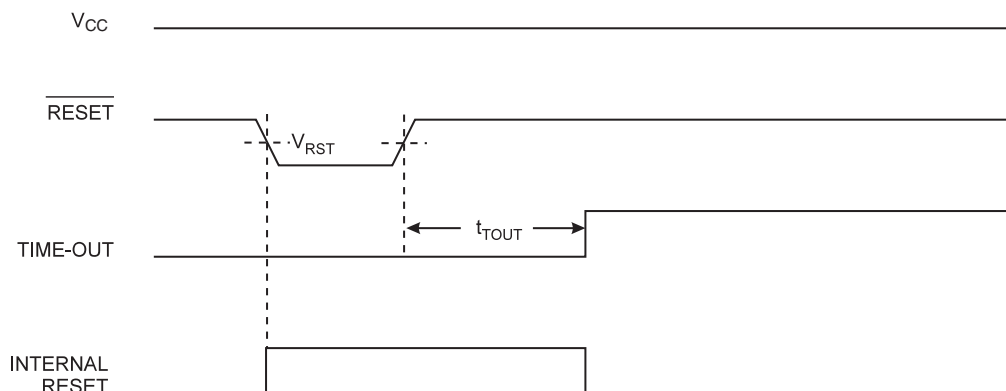 VCC
RESET
VRST
tTOUT
TIME-OUT
INTERNAL
RESET